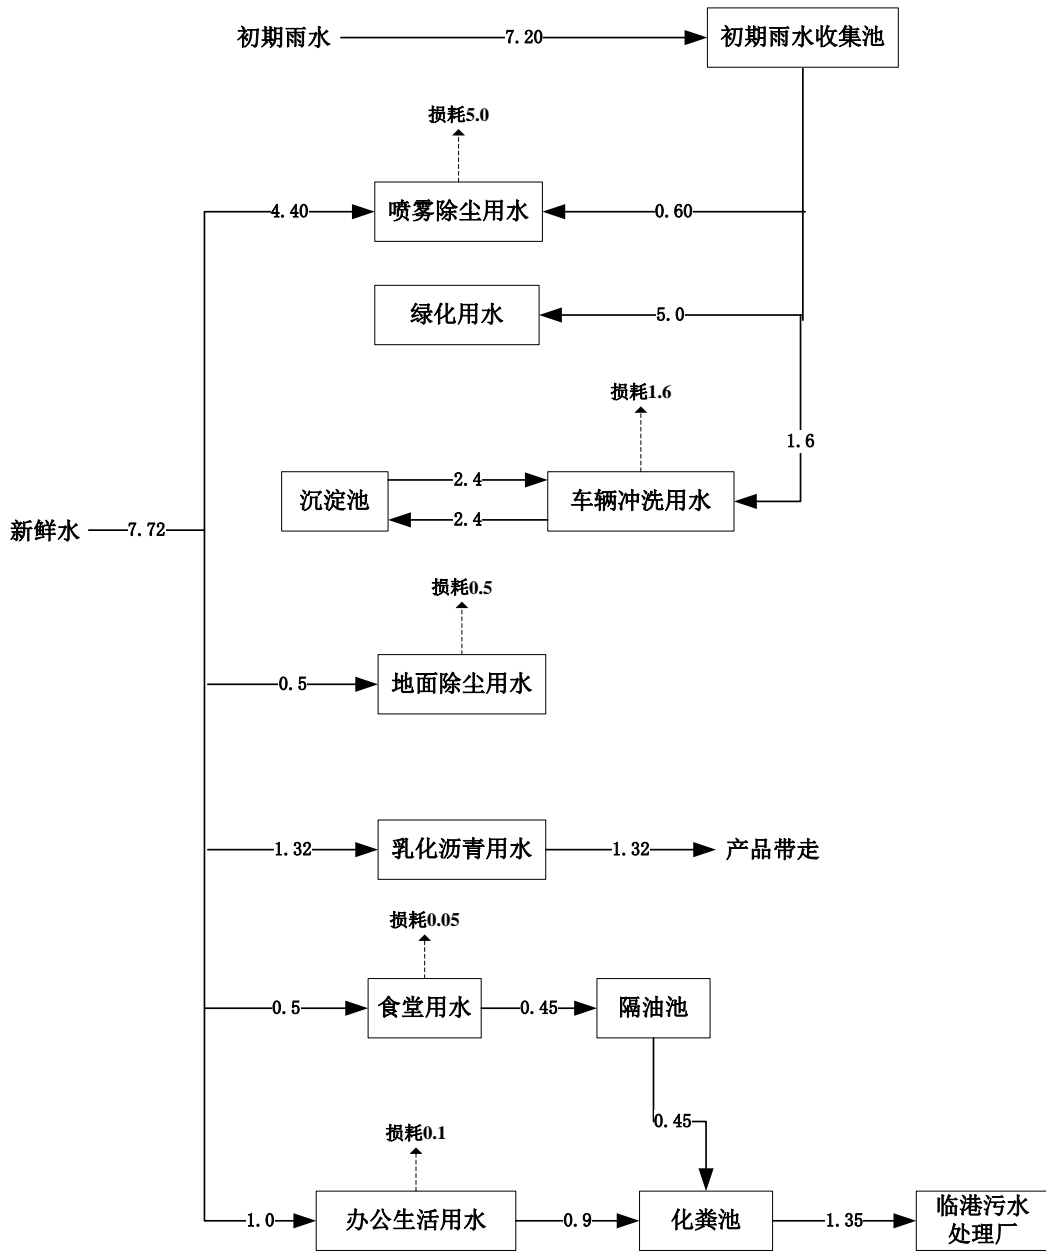 初期雨水
7.20
初期雨水收集池
损耗5.0
4.40
喷雾除尘用水
0.60
绿化用水
5.0
损耗1.6
1.6
沉淀池
2.4
2.4
车辆冲洗用水
新鲜水
7.72
损耗0.5
0.5
地面除尘用水
1.32
乳化沥青用水
1.32
产品带走
损耗0.05
0.5
食堂用水
0.45
隔油池
0.45
损耗0.1
1.0
办公生活用水
0.9
化粪池
1.35
临港污水
处理厂